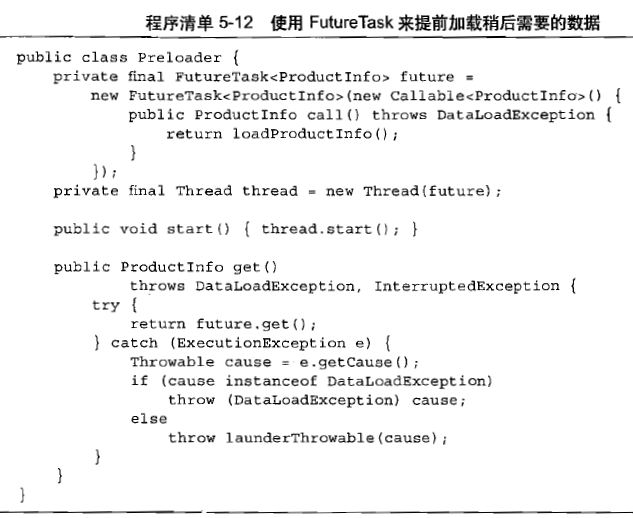 程序清单 5-12 使用 FutureTask 来提前加载稍后需要的数据
public class Preloader {
    private final FutureTask<ProductInfo> future =
        new FutureTask<ProductInfo>(new Callable<ProductInfo>() {
            public ProductInfo call() throws DataLoadException {
                return loadProductInfo();
            }
        });
    private final Thread thread = new Thread(future);

    public void start() { thread.start(); }

    public ProductInfo get()
            throws DataLoadException, InterruptedException {
        try {
            return future.get();
        } catch (ExecutionException e) {
            Throwable cause = e.getCause();
            if (cause instanceof DataLoadException)
                throw (DataLoadException) cause;
            else
                throw launderThrowable(cause);
        }
    }
}